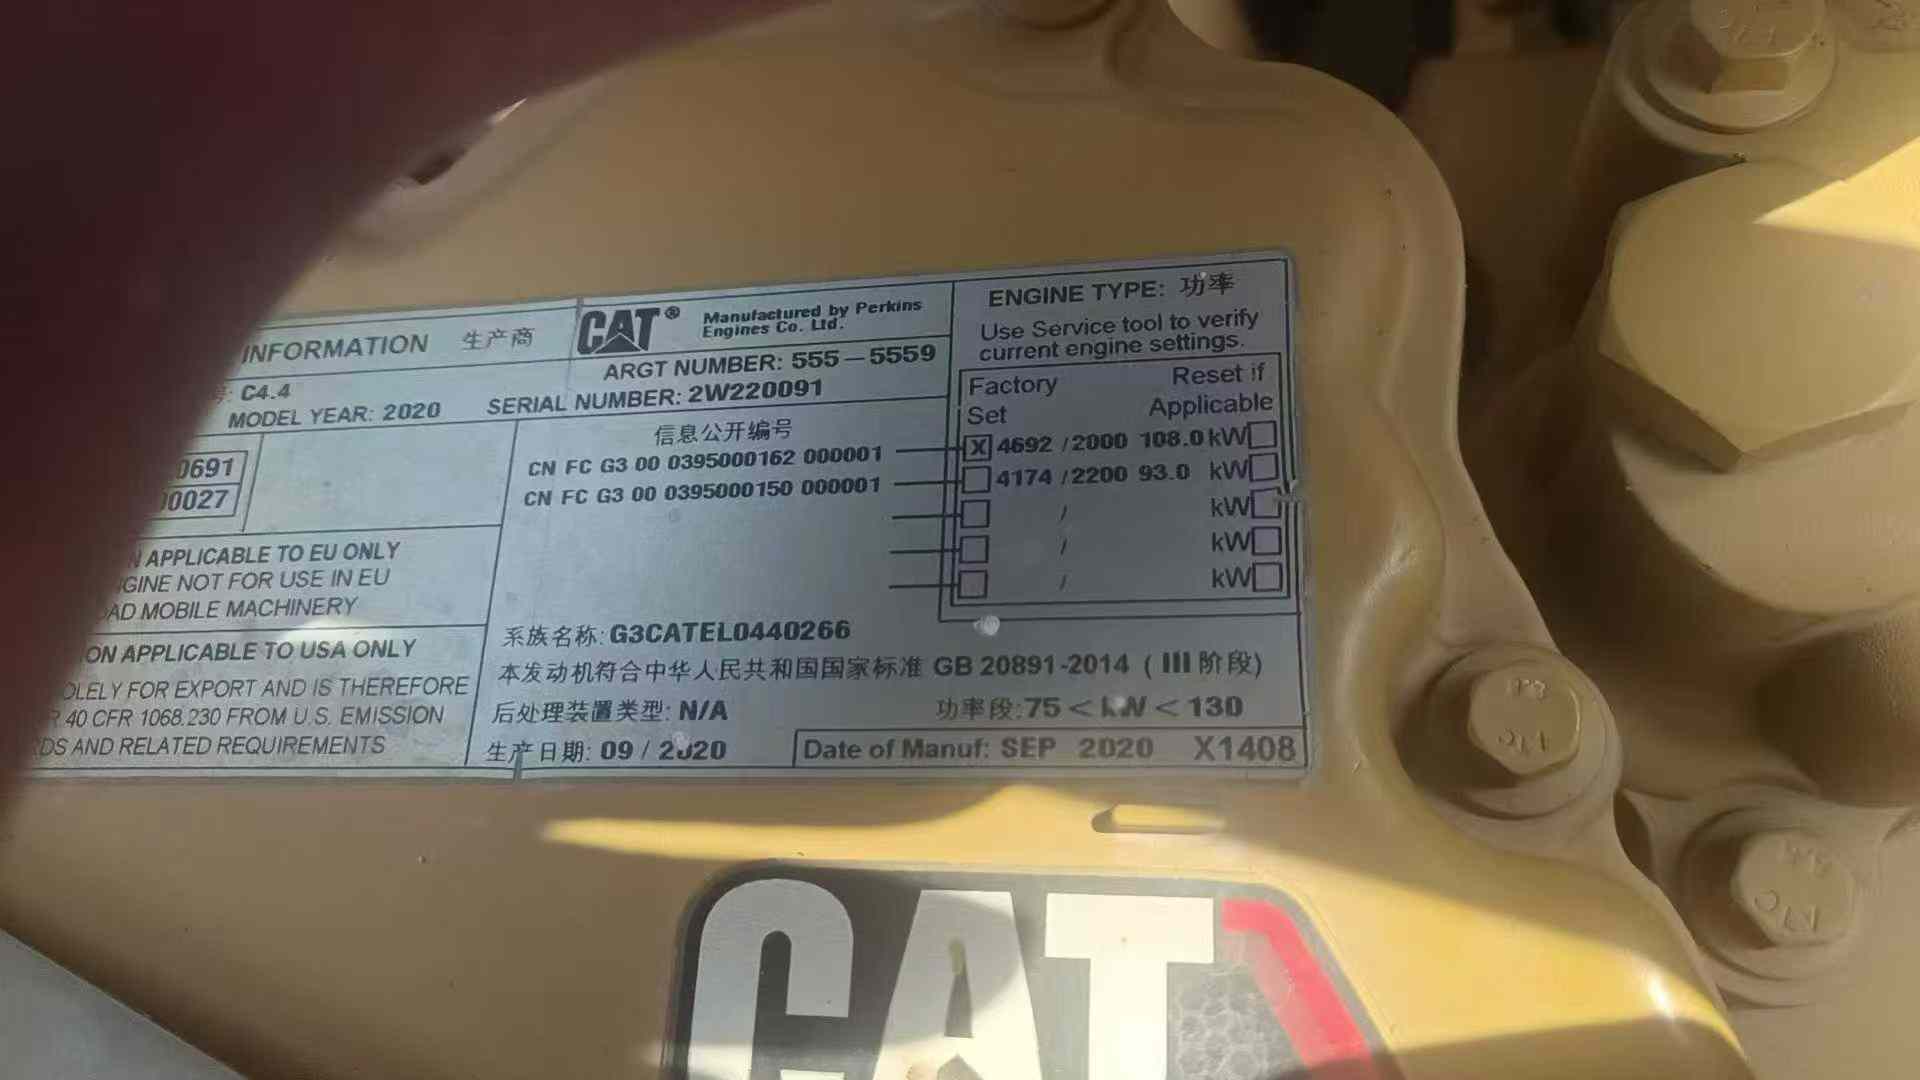 INFORMATION 生产商
CAT® Manufactured by Perkins
Engines Co. Ltd.
号: C4.4
ARGT NUMBER: 555-5559
MODEL YEAR: 2020 SERIAL NUMBER: 2W220091
0691
00027
信息公开编号
CN FC G3 00 0395000162 000001
CN FC G3 00 0395000150 000001
ENGINE TYPE: 功率
Use Service tool to verify
current engine settings.
Factory Reset if
Set Applicable
X 4692 /2000 108.0 kW
4174 /2200 93.0 kW
/ kW
/ kW
/ kW
APPLICABLE TO EU ONLY
GINE NOT FOR USE IN EU
AD MOBILE MACHINERY
ON APPLICABLE TO USA ONLY
OLELY FOR EXPORT AND IS THEREFORE
R 40 CFR 1068.230 FROM U.S. EMISSION
DS AND RELATED REQUIREMENTS
系族名称: G3CATEL0440266
本发动机符合中华人民共和国国家标准 GB 20891-2014 ( III 阶段)
后处理装置类型: N/A 功率段: 75 < kW < 130
生产日期: 09 / 2020 Date of Manuf: SEP 2020 X1408
CAT